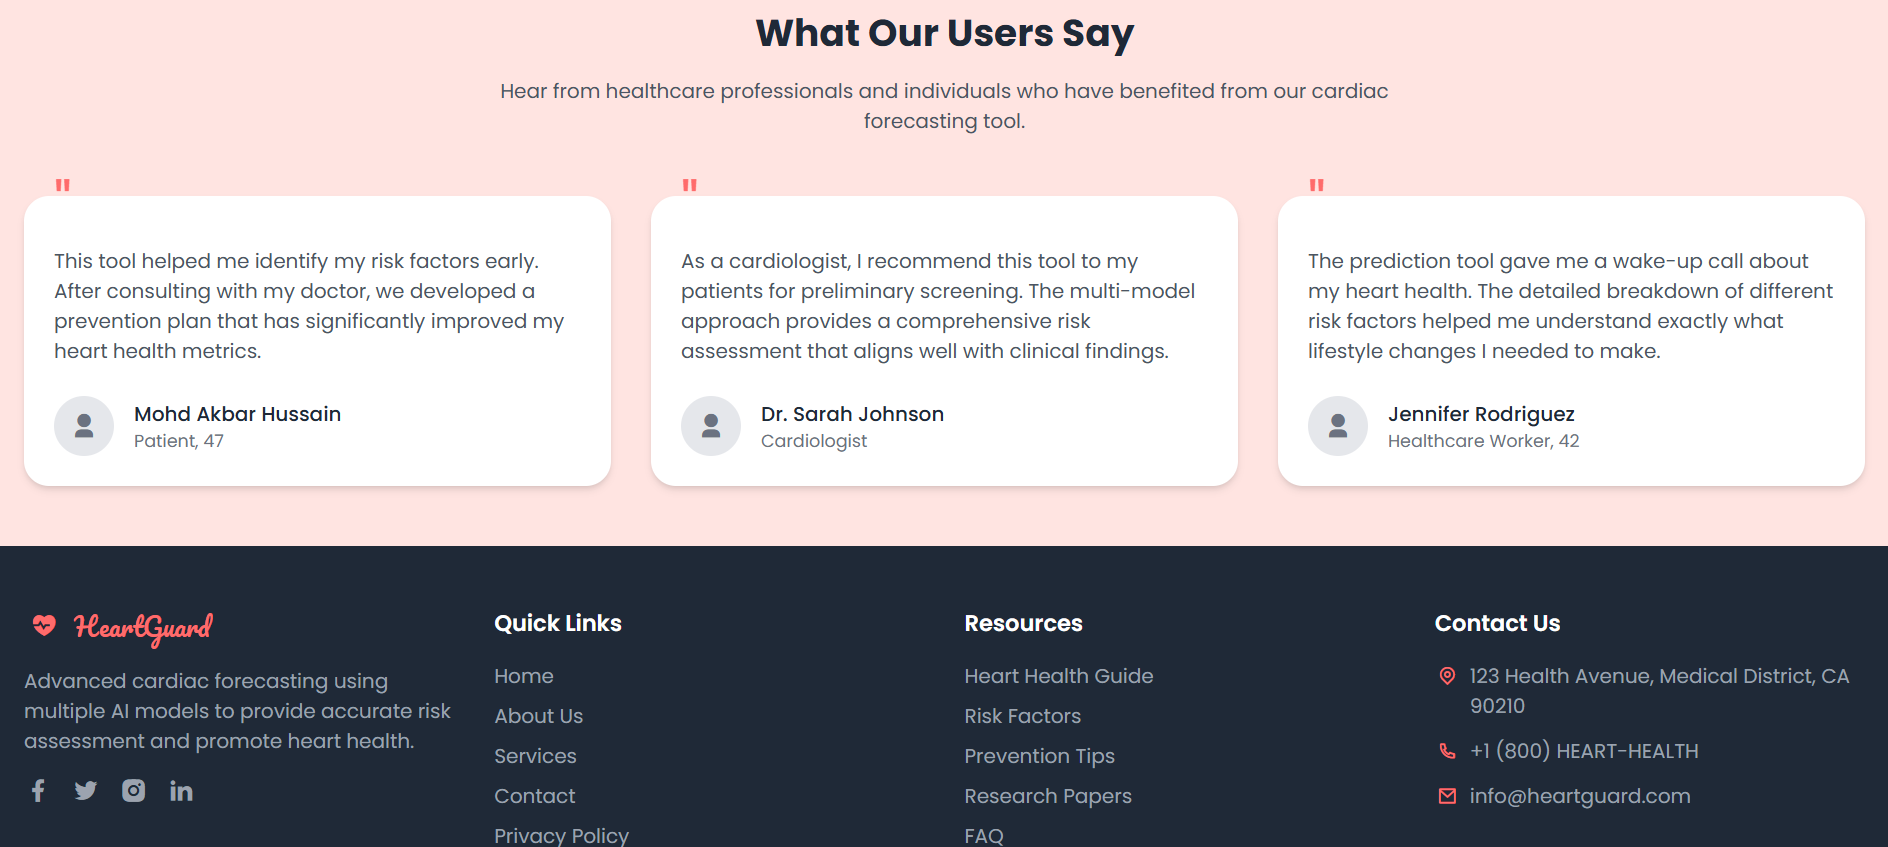 What Our Users Say
Hear from healthcare professionals and individuals who have benefited from our cardiac
forecasting tool.
"
This tool helped me identify my risk factors early.
After consulting with my doctor, we developed a
prevention plan that has significantly improved my
heart health metrics.
Mohd Akbar Hussain
Patient, 47
"
As a cardiologist, I recommend this tool to my
patients for preliminary screening. The multi-model
approach provides a comprehensive risk
assessment that aligns well with clinical findings.
Dr. Sarah Johnson
Cardiologist
"
The prediction tool gave me a wake-up call about
my heart health. The detailed breakdown of different
risk factors helped me understand exactly what
lifestyle changes I needed to make.
Jennifer Rodriguez
Healthcare Worker, 42
HeartGuard
Advanced cardiac forecasting using
multiple AI models to provide accurate risk
assessment and promote heart health.
Quick Links
Home
About Us
Services
Contact
Privacy Policy
Resources
Heart Health Guide
Risk Factors
Prevention Tips
Research Papers
FAQ
Contact Us
123 Health Avenue, Medical District, CA
90210
+1 (800) HEART-HEALTH
info@heartguard.com